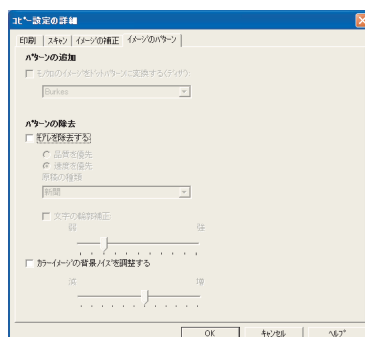 ｺﾋﾟｰ設定の詳細
印刷 スキャン イメージの補正 イメージのパターン
パターンの追加
モノクロのイメージをドットパターンに変換する(ディザ)
Burkes
パターンの除去
モアレを除去する
品質を優先
速度を優先
原稿の種類
新聞
文字の輪郭補正:
弱 強
カラーイメージの背景ノイズを調整する
減 増
OK キャンセル ヘルプ